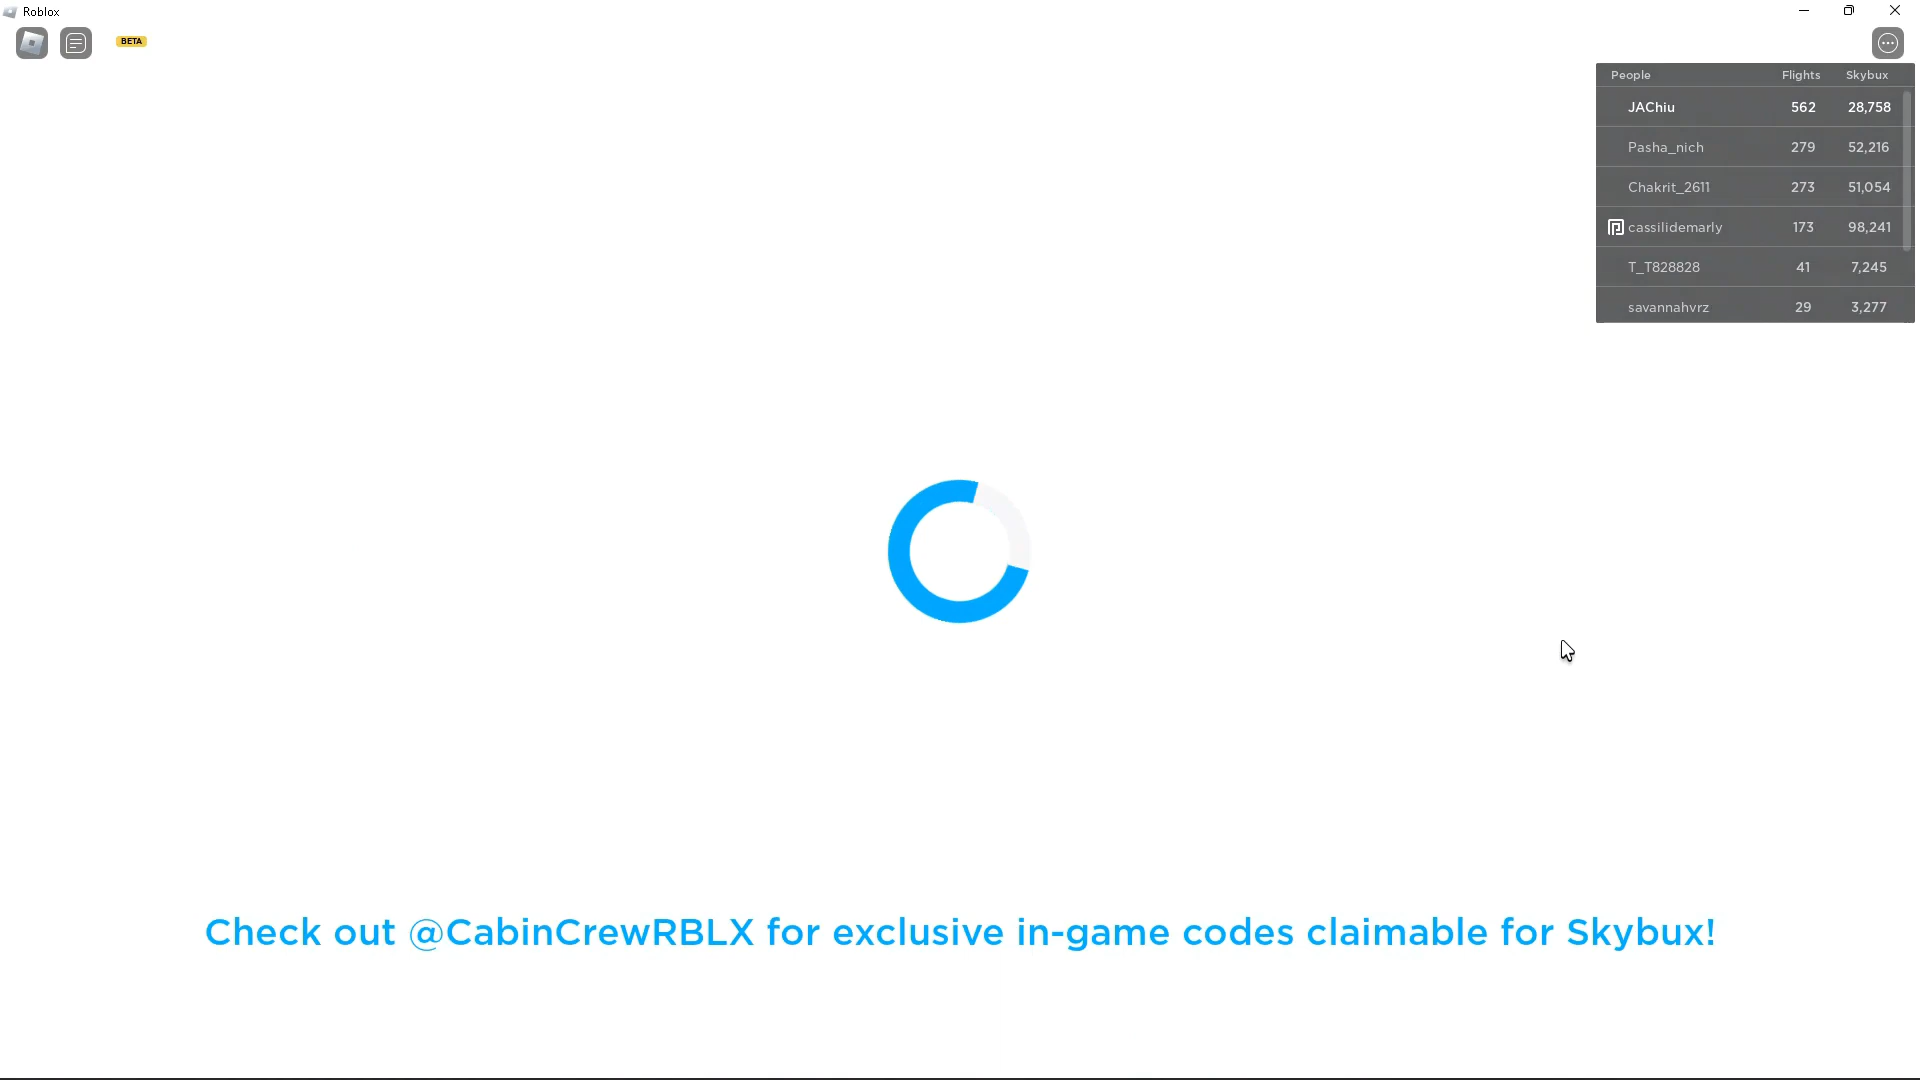 Roblox
BETA
People Flights Skybux
JAChiu 562 28,758
Pasha_nich 279 52,216
Chakrit_2611 273 51,054
cassilidemarly 173 98,241
T_T828828 41 7,245
savannahvrz 29 3,277
Check out @CabinCrewRBLX for exclusive in-game codes claimable for Skybux!